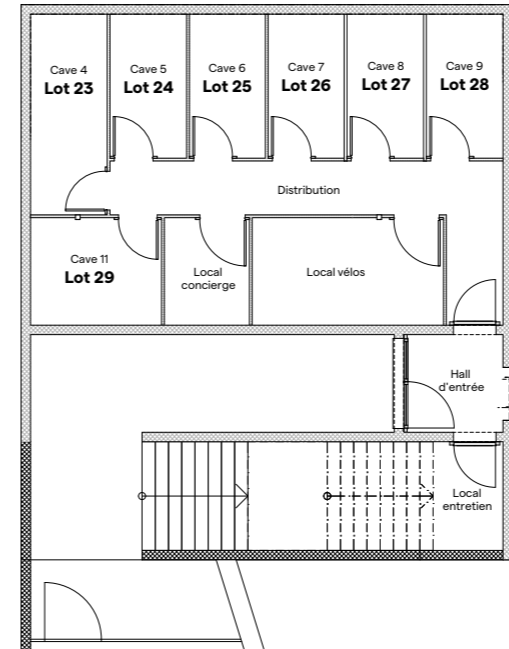 Cave 4
Lot 23
Cave 5
Lot 24
Cave 6
Lot 25
Cave 7
Lot 26
Cave 8
Lot 27
Cave 9
Lot 28
Distribution
Cave 11
Lot 29
Local
concierge
Local vélos
Hall
d'entrée
Local
entretien